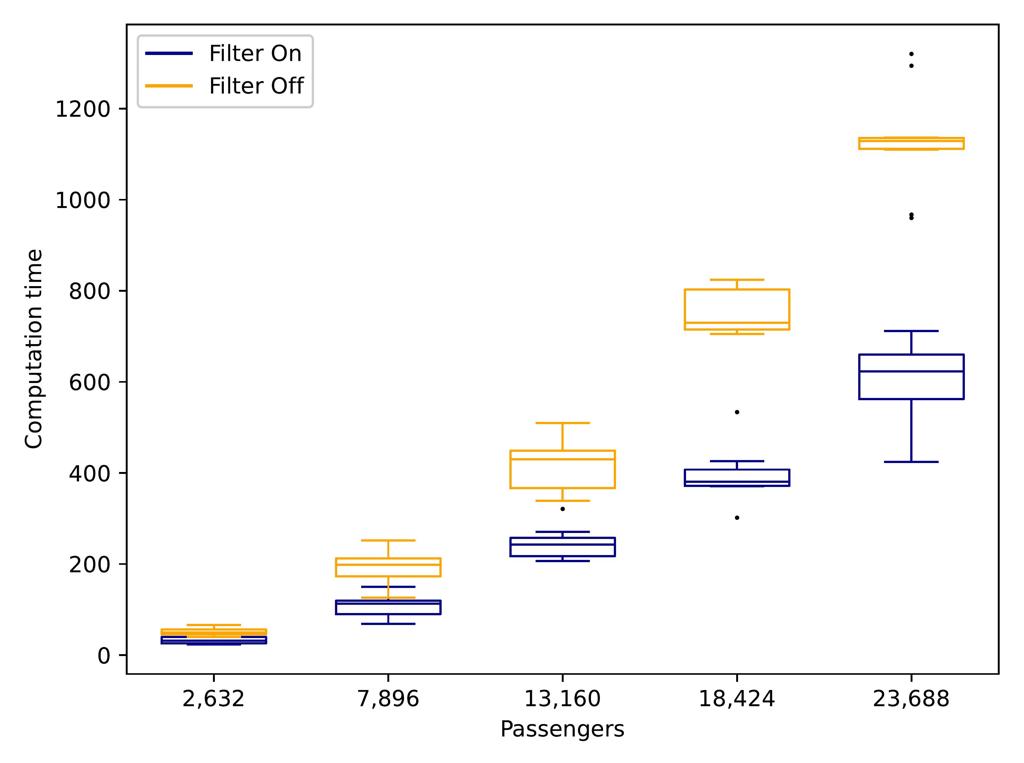 Filter On
Filter Off
1200
1000
800
600
400
200
0
Computation time
2,632 7,896 13,160 18,424 23,688
Passengers